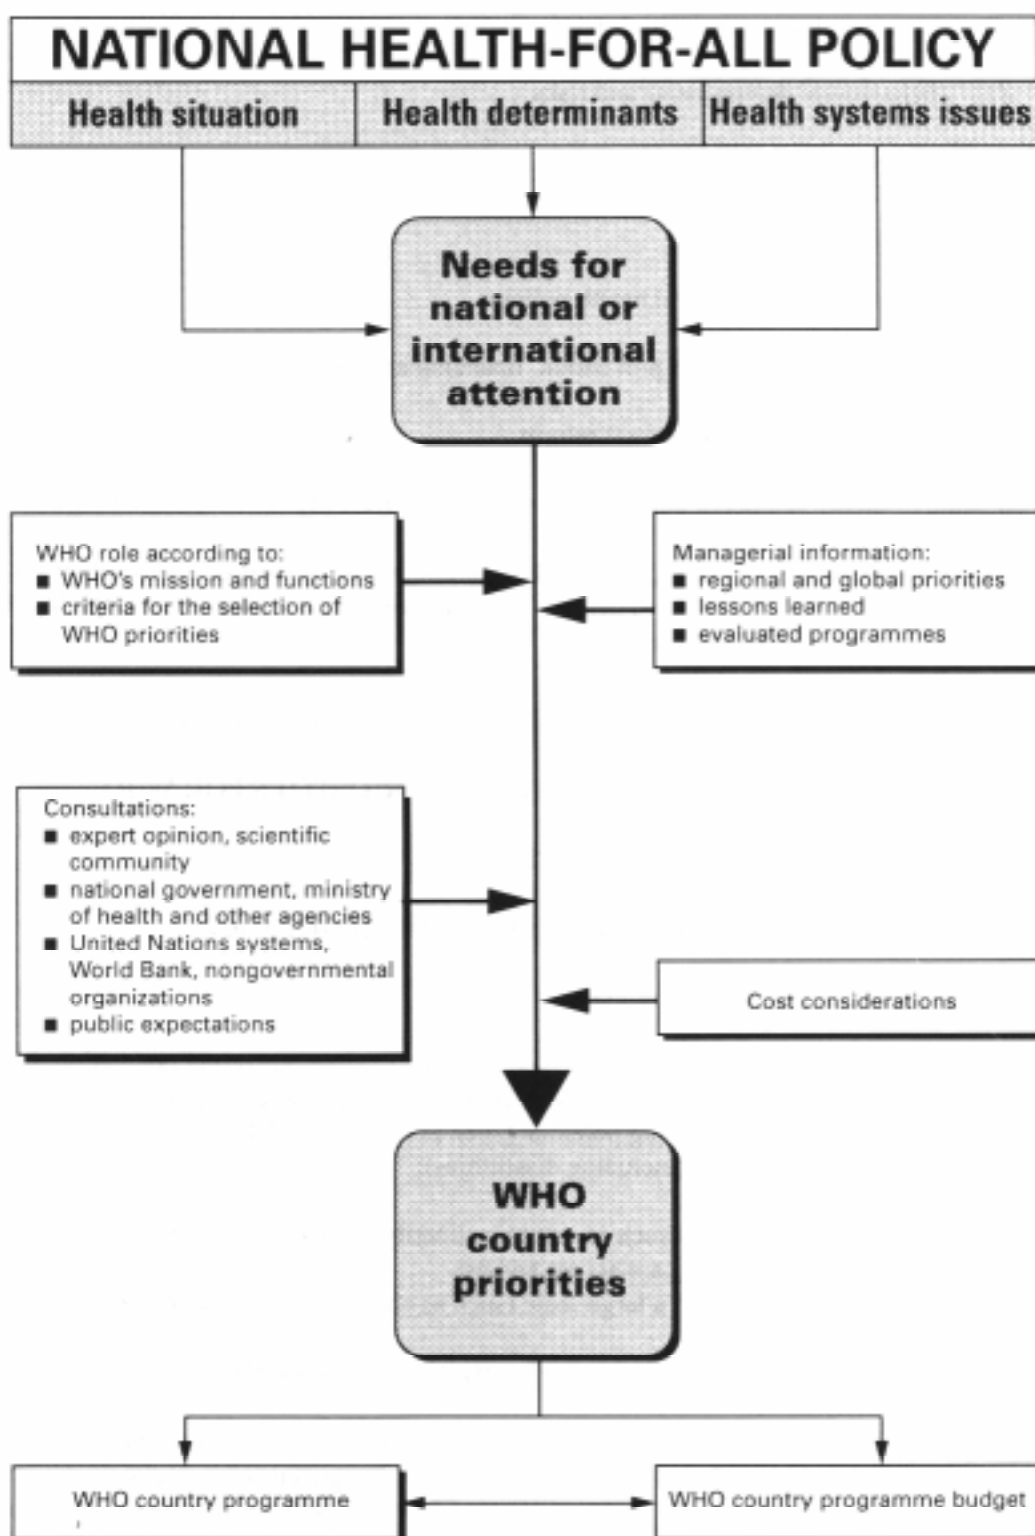 NATIONAL HEALTH-FOR-ALL POLICY
Health situation
Health determinants
Health systems issues
Needs for
national or
international
attention
WHO role according to:
■ WHO's mission and functions
■ criteria for the selection of
WHO priorities
Managerial information:
■ regional and global priorities
■ lessons learned
■ evaluated programmes
Consultations:
■ expert opinion, scientific
community
■ national government, ministry
of health and other agencies
■ United Nations systems,
World Bank, nongovernmental
organizations
■ public expectations
Cost considerations
WHO
country
priorities
WHO country programme
WHO country programme budget